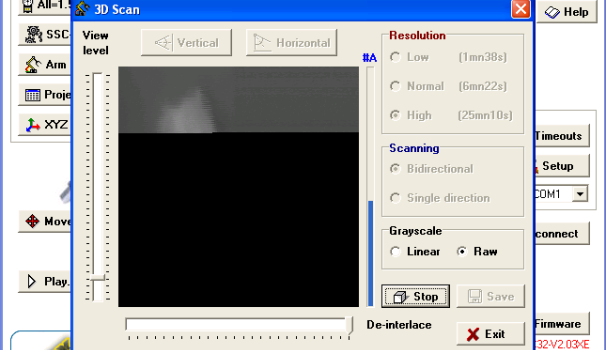 All=1.5
3D Scan
Help
SSC-
View level
Vertical
Horizontal
#A
Resolution
Low (1mn38s)
Arm
Normal (6mn22s)
Proje
High (25mn10s)
XYZ
Timeouts
Scanning
Bidirectional
Setup
Single direction
COM1
Move
Grayscale
connect
Linear
Raw
Play.
Stop
Save
De-interlace
Exit
Firmware
32-V2.03XE